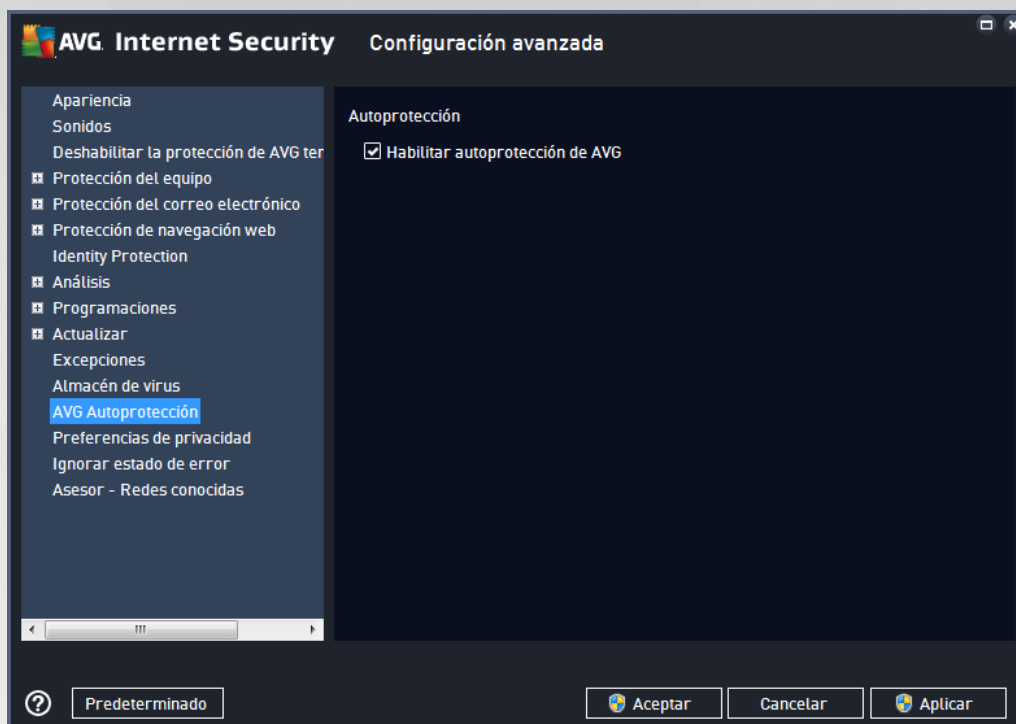 AVG. Internet Security Configuración avanzada
Apariencia
Sonidos
Deshabilitar la protección de AVG ter
Protección del equipo
Protección del correo electrónico
Protección de navegación web
Identity Protection
Análisis
Programaciones
Actualizar
Excepciones
Almacén de virus
AVG Autoprotección
Preferencias de privacidad
Ignorar estado de error
Asesor - Redes conocidas
Autoprotección
Habilitar autoprotección de AVG
? Predeterminado Aceptar Cancelar Aplicar